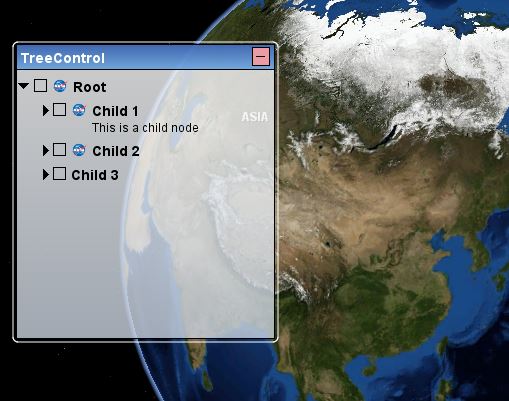 TreeControl
Root
Child 1
This is a child node
Child 2
Child 3
ASIA